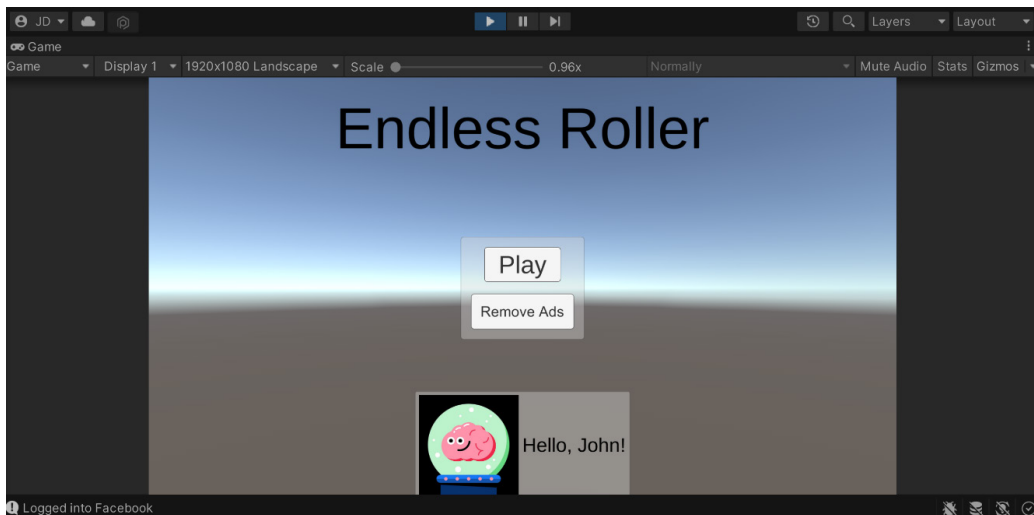 JD Layers Layout
Game
Game Display 1 1920x1080 Landscape Scale 0.96x Normally Mute Audio Stats Gizmos
Endless Roller
Play
Remove Ads
Hello, John!
Logged into Facebook